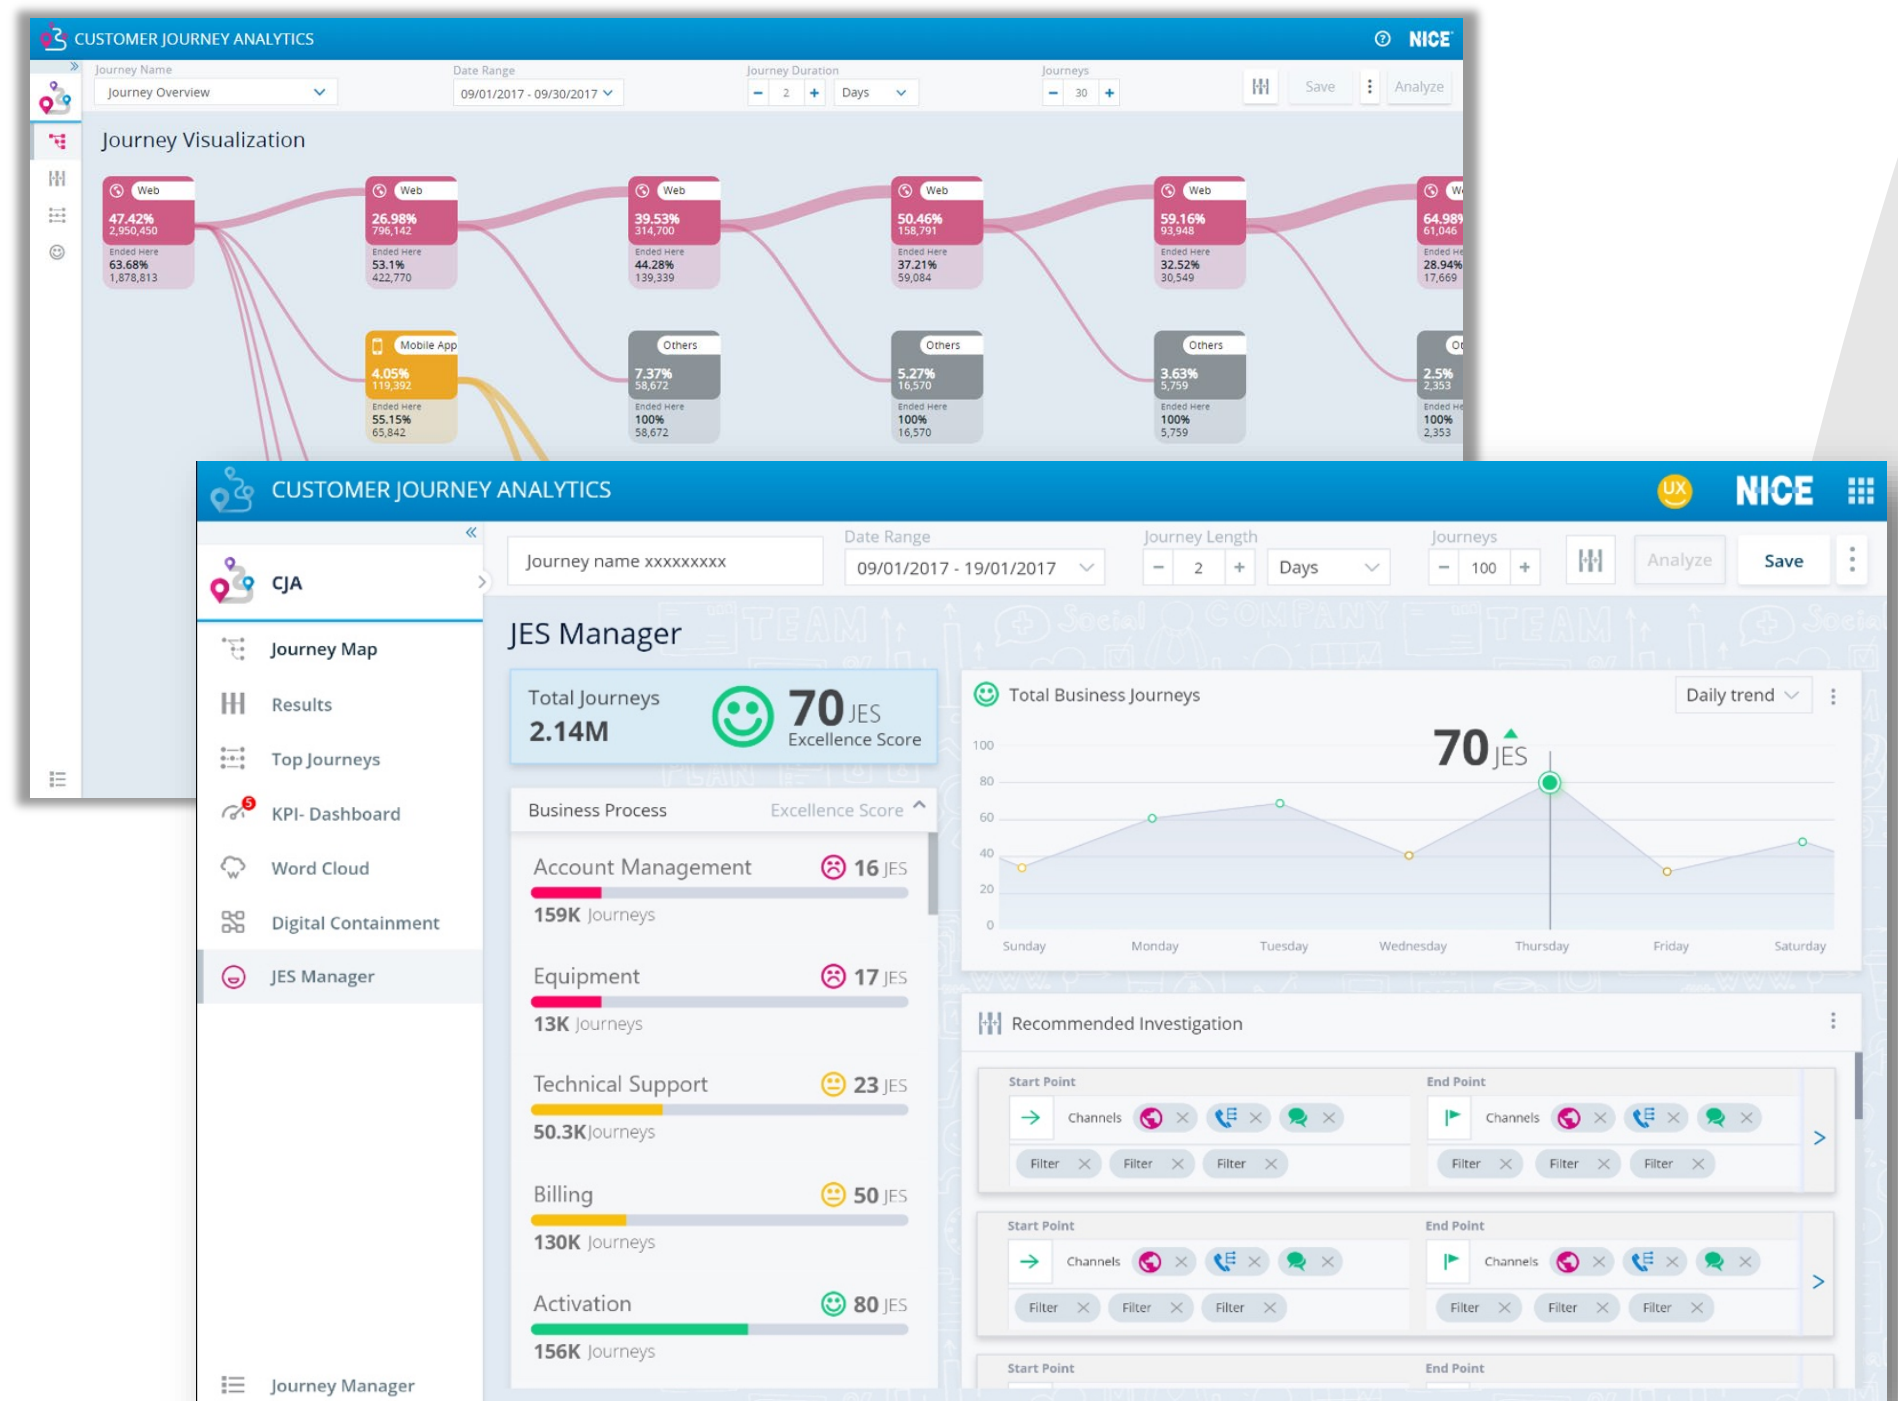 CUSTOMER JOURNEY ANALYTICS
NICE
Journey Name
Journey Overview
Date Range
09/01/2017 - 09/30/2017
Journey Duration
- 2 + Days
Journeys
- 30 +
Save
Analyze
Journey Visualization
Web
47.42%
2,950,450
Ended Here
63.68%
1,878,813
Web
26.98%
796,142
Ended Here
53.1%
422,770
Web
39.53%
314,700
Ended Here
44.28%
139,339
Web
50.46%
158,791
Ended Here
37.21%
59,084
Web
59.16%
93,948
Ended Here
32.52%
30,549
64.98%
61,046
Ended He
28.94%
17,669
Mobile App
4.05%
119,392
Ended Here
55.15%
65,842
Others
7.37%
58,672
Ended Here
100%
58,672
Others
5.27%
16,570
Ended Here
100%
16,570
Others
3.63%
5,759
Ended Here
100%
5,759
2.5%
2,353
Ended He
100%
2,353
CUSTOMER JOURNEY ANALYTICS
UX
NICE
CJA
Journey Map
Results
Top Journeys
5
KPI- Dashboard
Word Cloud
Digital Containment
JES Manager
Journey Manager
Journey name xxxxxxxxx
Date Range
09/01/2017 - 19/01/2017
Journey Length
- 2 + Days
Journeys
- 100 +
Analyze
Save
JES Manager
Total Journeys
2.14M
70 JES
Excellence Score
Business Process Excellence Score
Account Management 16 JES
159K Journeys
Equipment 17 JES
13K Journeys
Technical Support 23 JES
50.3K Journeys
Billing 50 JES
130K Journeys
Activation 80 JES
156K Journeys
Total Business Journeys
Daily trend
70 JES
100
80
60
40
20
0
Sunday Monday Tuesday Wednesday Thursday Friday Saturday
Recommended Investigation
Start Point
Channels
Filter Filter Filter
End Point
Channels
Filter Filter Filter
Start Point
Channels
Filter Filter Filter
End Point
Channels
Filter Filter Filter
Start Point
End Point